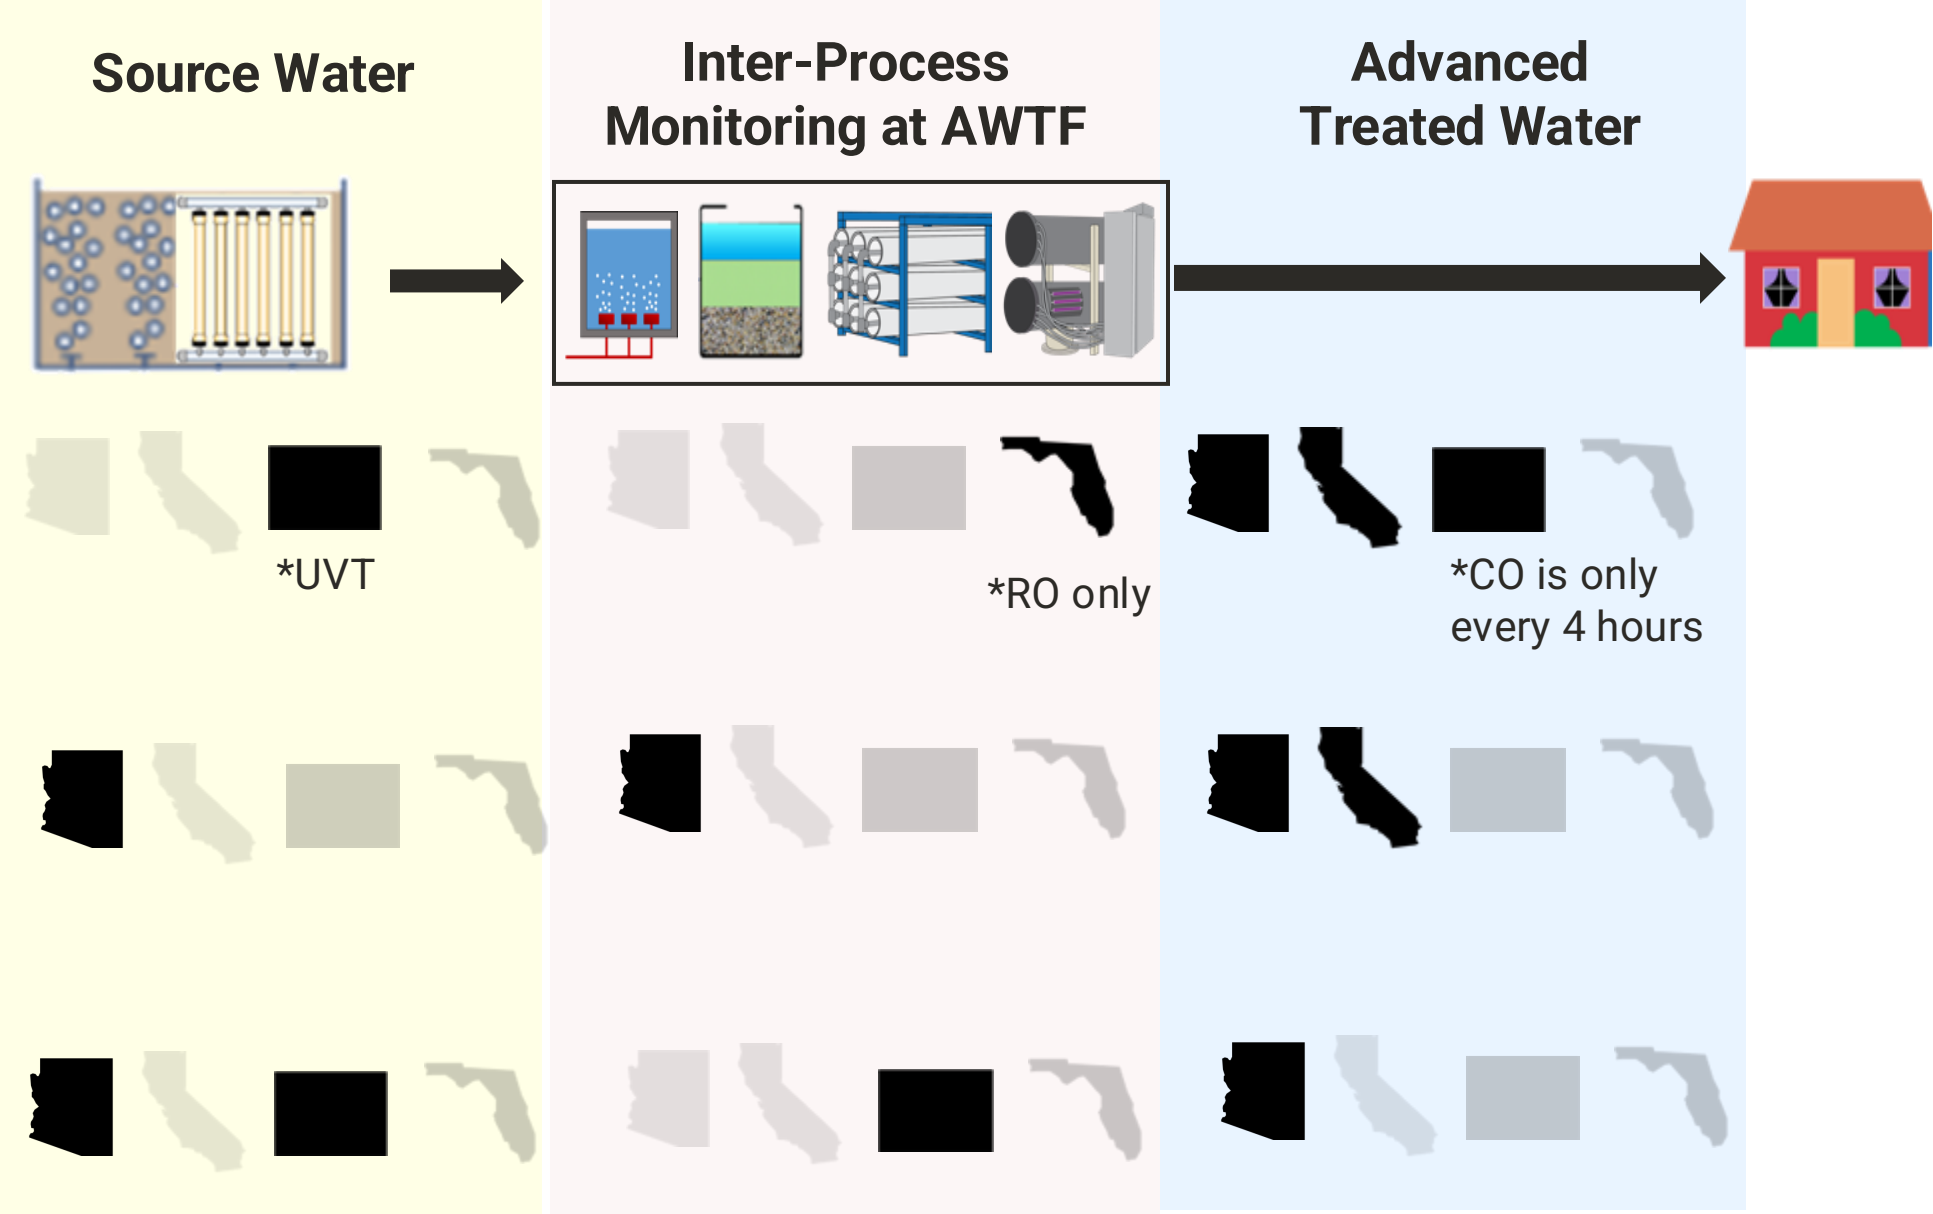 Source Water
Inter-Process
Monitoring at AWTF
Advanced
Treated Water
*UVT
*RO only
*CO is only
every 4 hours